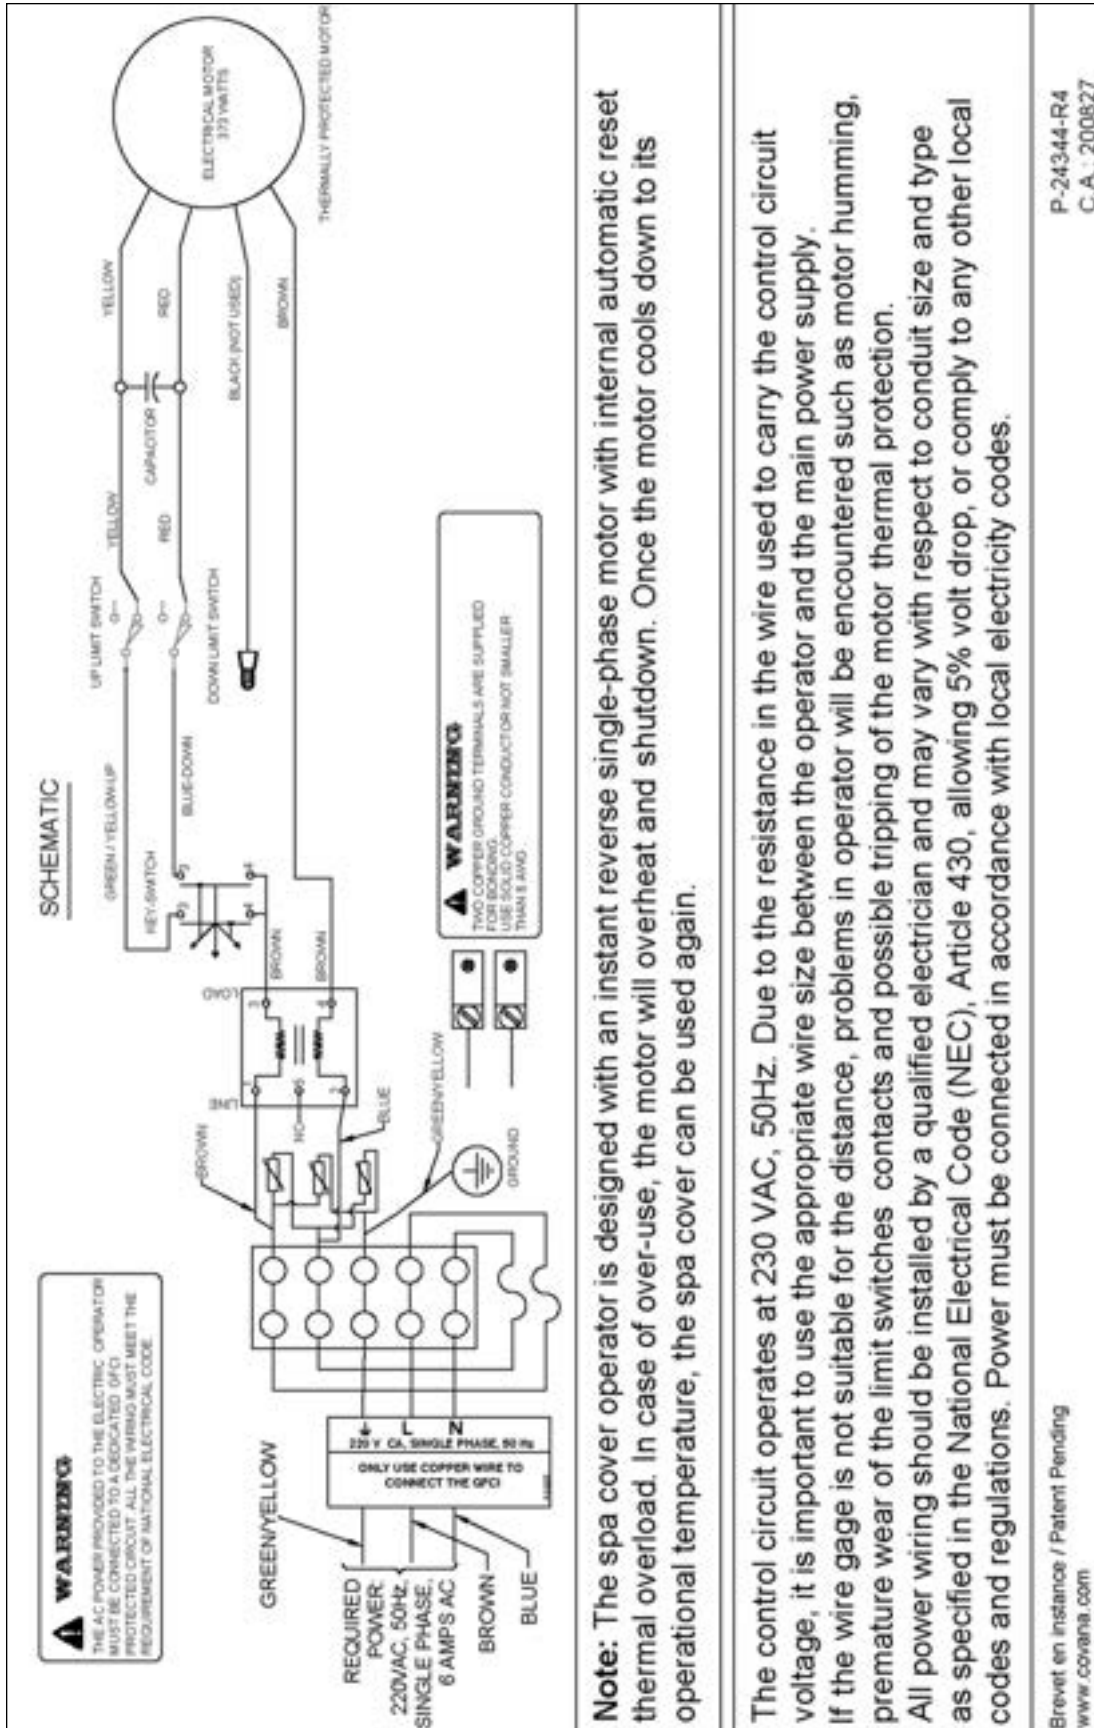 SCHEMATIC
WARNING
THE AC POWER PROVIDED TO THE ELECTRIC OPERATOR
MUST BE CONNECTED TO A DEDICATED GFCI
PROTECTED CIRCUIT. ALL THE WIRING MUST MEET THE
REQUIREMENT OF NATIONAL ELECTRICAL CODE.
GREEN/YELLOW
REQUIRED
POWER:
220VAC, 50Hz,
SINGLE PHASE,
6 AMPS AC
BROWN
BLUE
L
N
220 V CA, SINGLE PHASE, 50 Hz
ONLY USE COPPER WIRE TO
CONNECT THE GFCI
BROWN
LINE
LOAD
1
NC
5
2
3
4
BLUE
GREEN/YELLOW
GROUND
BROWN
BROWN
KEY-SWITCH
3
3
4
4
GREEN / YELLOW-UP
BLUE-DOWN
UP LIMIT SWITCH
DOWN LIMIT SWITCH
YELLOW
RED
CAPACITOR
YELLOW
RED
BLACK (NOT USED)
BROWN
ELECTRICAL MOTOR
373 WATTS
THERMALLY PROTECTED MOTOR
WARNING
TWO COPPER GROUND TERMINALS ARE SUPPLIED
FOR BONDING.
USE SOLID COPPER CONDUCTOR NOT SMALLER
THAN 8 AWG.
Note: The spa cover operator is designed with an instant reverse single-phase motor with internal automatic reset
thermal overload. In case of over-use, the motor will overheat and shutdown. Once the motor cools down to its
operational temperature, the spa cover can be used again.
The control circuit operates at 230 VAC, 50Hz. Due to the resistance in the wire used to carry the control circuit
voltage, it is important to use the appropriate wire size between the operator and the main power supply.
If the wire gage is not suitable for the distance, problems in operator will be encountered such as motor humming,
premature wear of the limit switches contacts and possible tripping of the motor thermal protection.
All power wiring should be installed by a qualified electrician and may vary with respect to conduit size and type
as specified in the National Electrical Code (NEC), Article 430, allowing 5% volt drop, or comply to any other local
codes and regulations. Power must be connected in accordance with local electricity codes.
Brevet en instance / Patent Pending
www.covana.com
P-24344-R4
C.A.: 200827